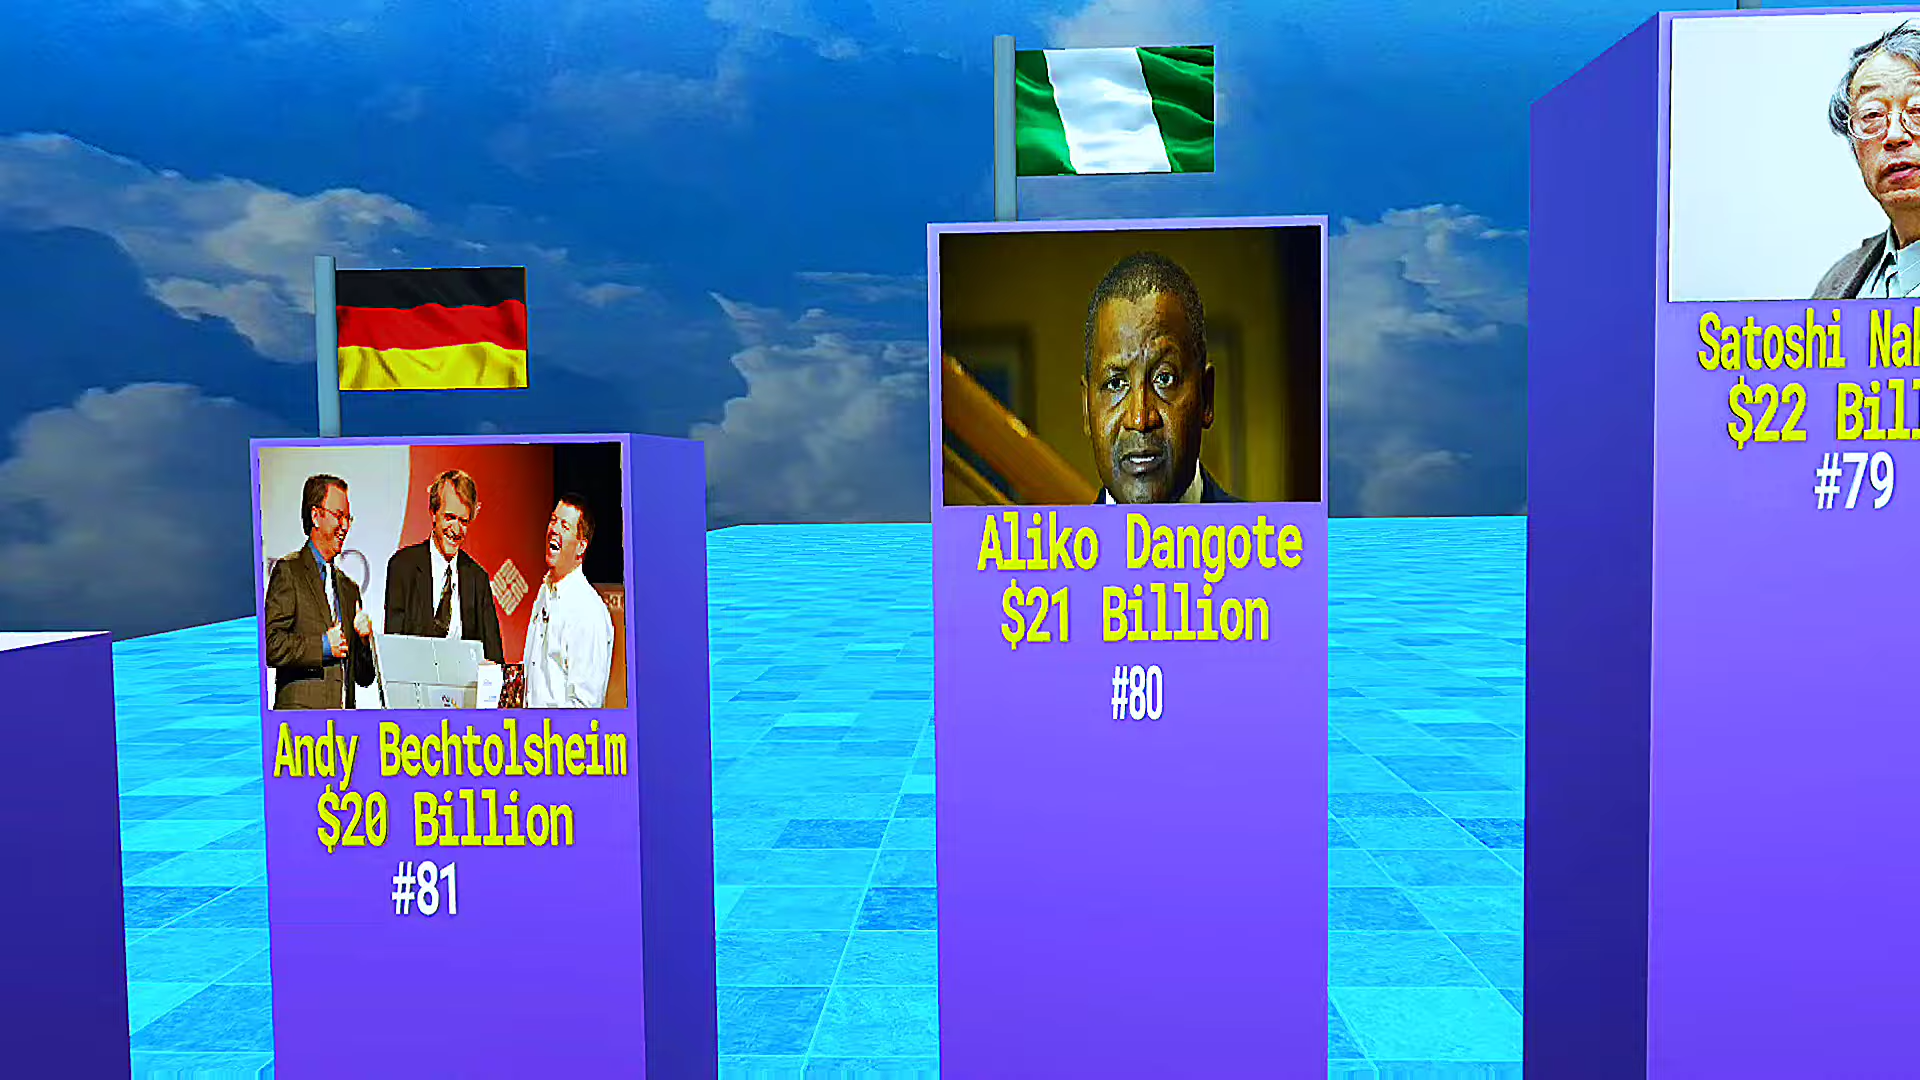 Andy Bechtolsheim
$20 Billion
#81
Aliko Dangote
$21 Billion
#80
Satoshi
$22
#79